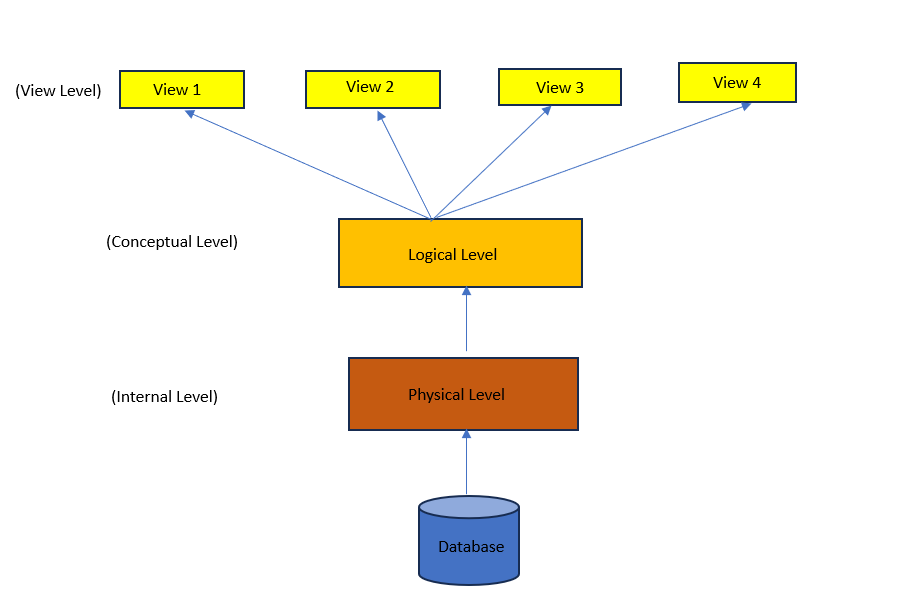 (View Level)
View 1
View 2
View 3
View 4
(Conceptual Level)
Logical Level
(Internal Level)
Physical Level
Database